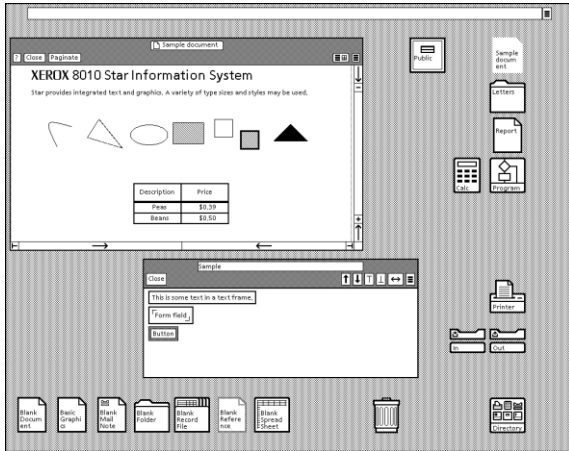 Sample document
? Close Paginate
XEROX 8010 Star Information System
Star provides integrated text and graphics. A variety of type sizes and styles may be used.
Description Price
Peas $0.39
Beans $0.50
Public
Sample
docum
ent
Letters
Report
Calc
Program
Sample
Close
This is some text in a text frame.
Form field
Button
Printer
In
Out
Blank
Docum
ent
Basic
Graphi
cs
Blank
Mail
Note
Blank
Folder
Blank
Record
File
Blank
Refere
nce
Blank
Spread
Sheet
Directory